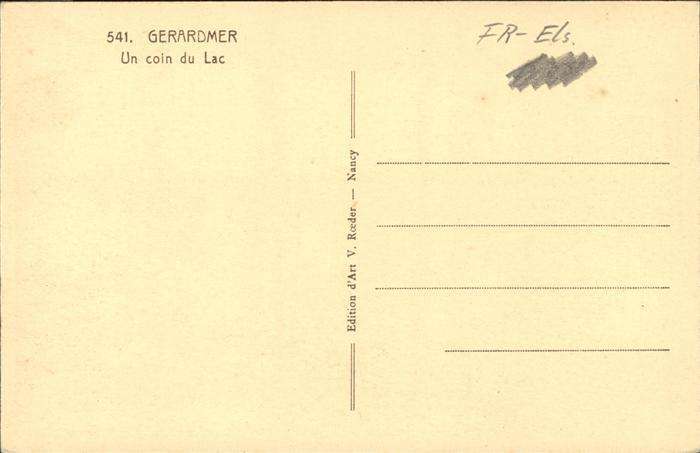 541. GERARDMER
Un coin du Lac
FR-Els.
Edition d'Art V. Rœder — Nancy